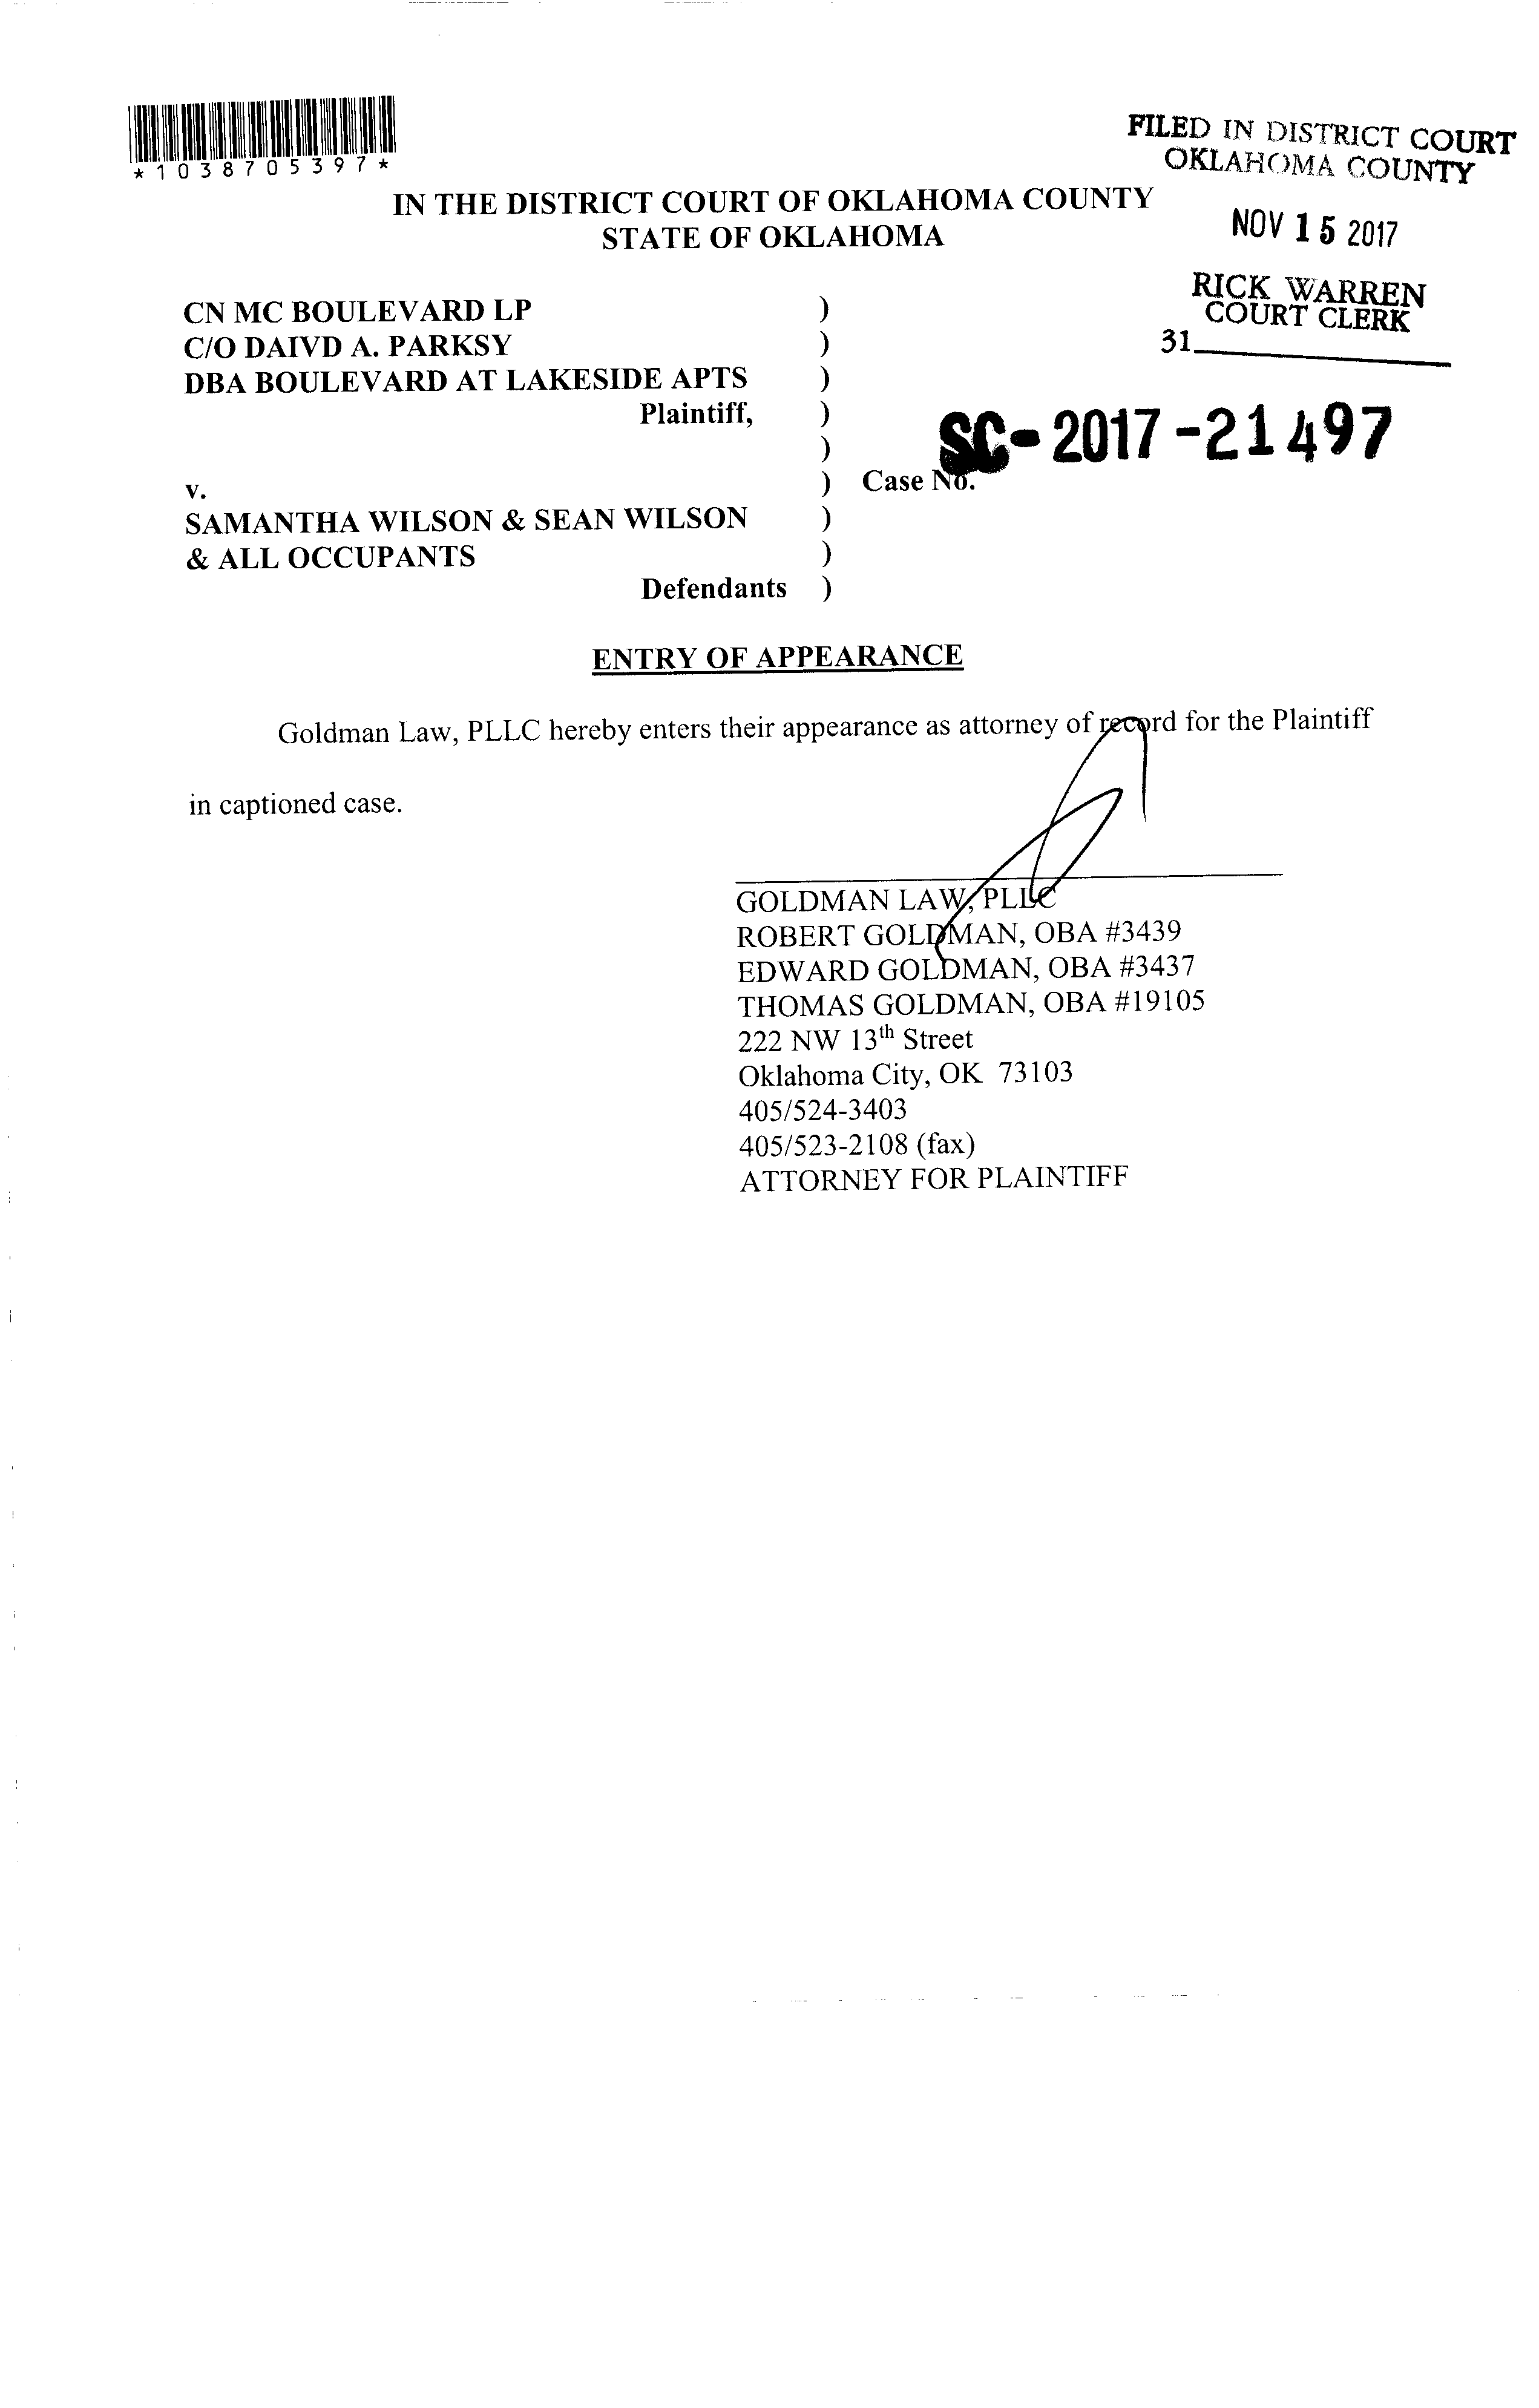 *1038705397*
FILED IN DISTRICT COURT
OKLAHOMA COUNTY
IN THE DISTRICT COURT OF OKLAHOMA COUNTY
STATE OF OKLAHOMA
NOV 15 2017
RICK WARREN
COURT CLERK
31
CN MC BOULEVARD LP )
C/O DAIVD A. PARKSY )
DBA BOULEVARD AT LAKESIDE APTS )
Plaintiff, )
)
SC-2017-21497
v. ) Case No.
SAMANTHA WILSON & SEAN WILSON )
& ALL OCCUPANTS )
Defendants )
ENTRY OF APPEARANCE
Goldman Law, PLLC hereby enters their appearance as attorney of record for the Plaintiff
in captioned case.
GOLDMAN LAW, PLLC
ROBERT GOLDMAN, OBA #3439
EDWARD GOLDMAN, OBA #3437
THOMAS GOLDMAN, OBA #19105
222 NW 13th Street
Oklahoma City, OK 73103
405/524-3403
405/523-2108 (fax)
ATTORNEY FOR PLAINTIFF